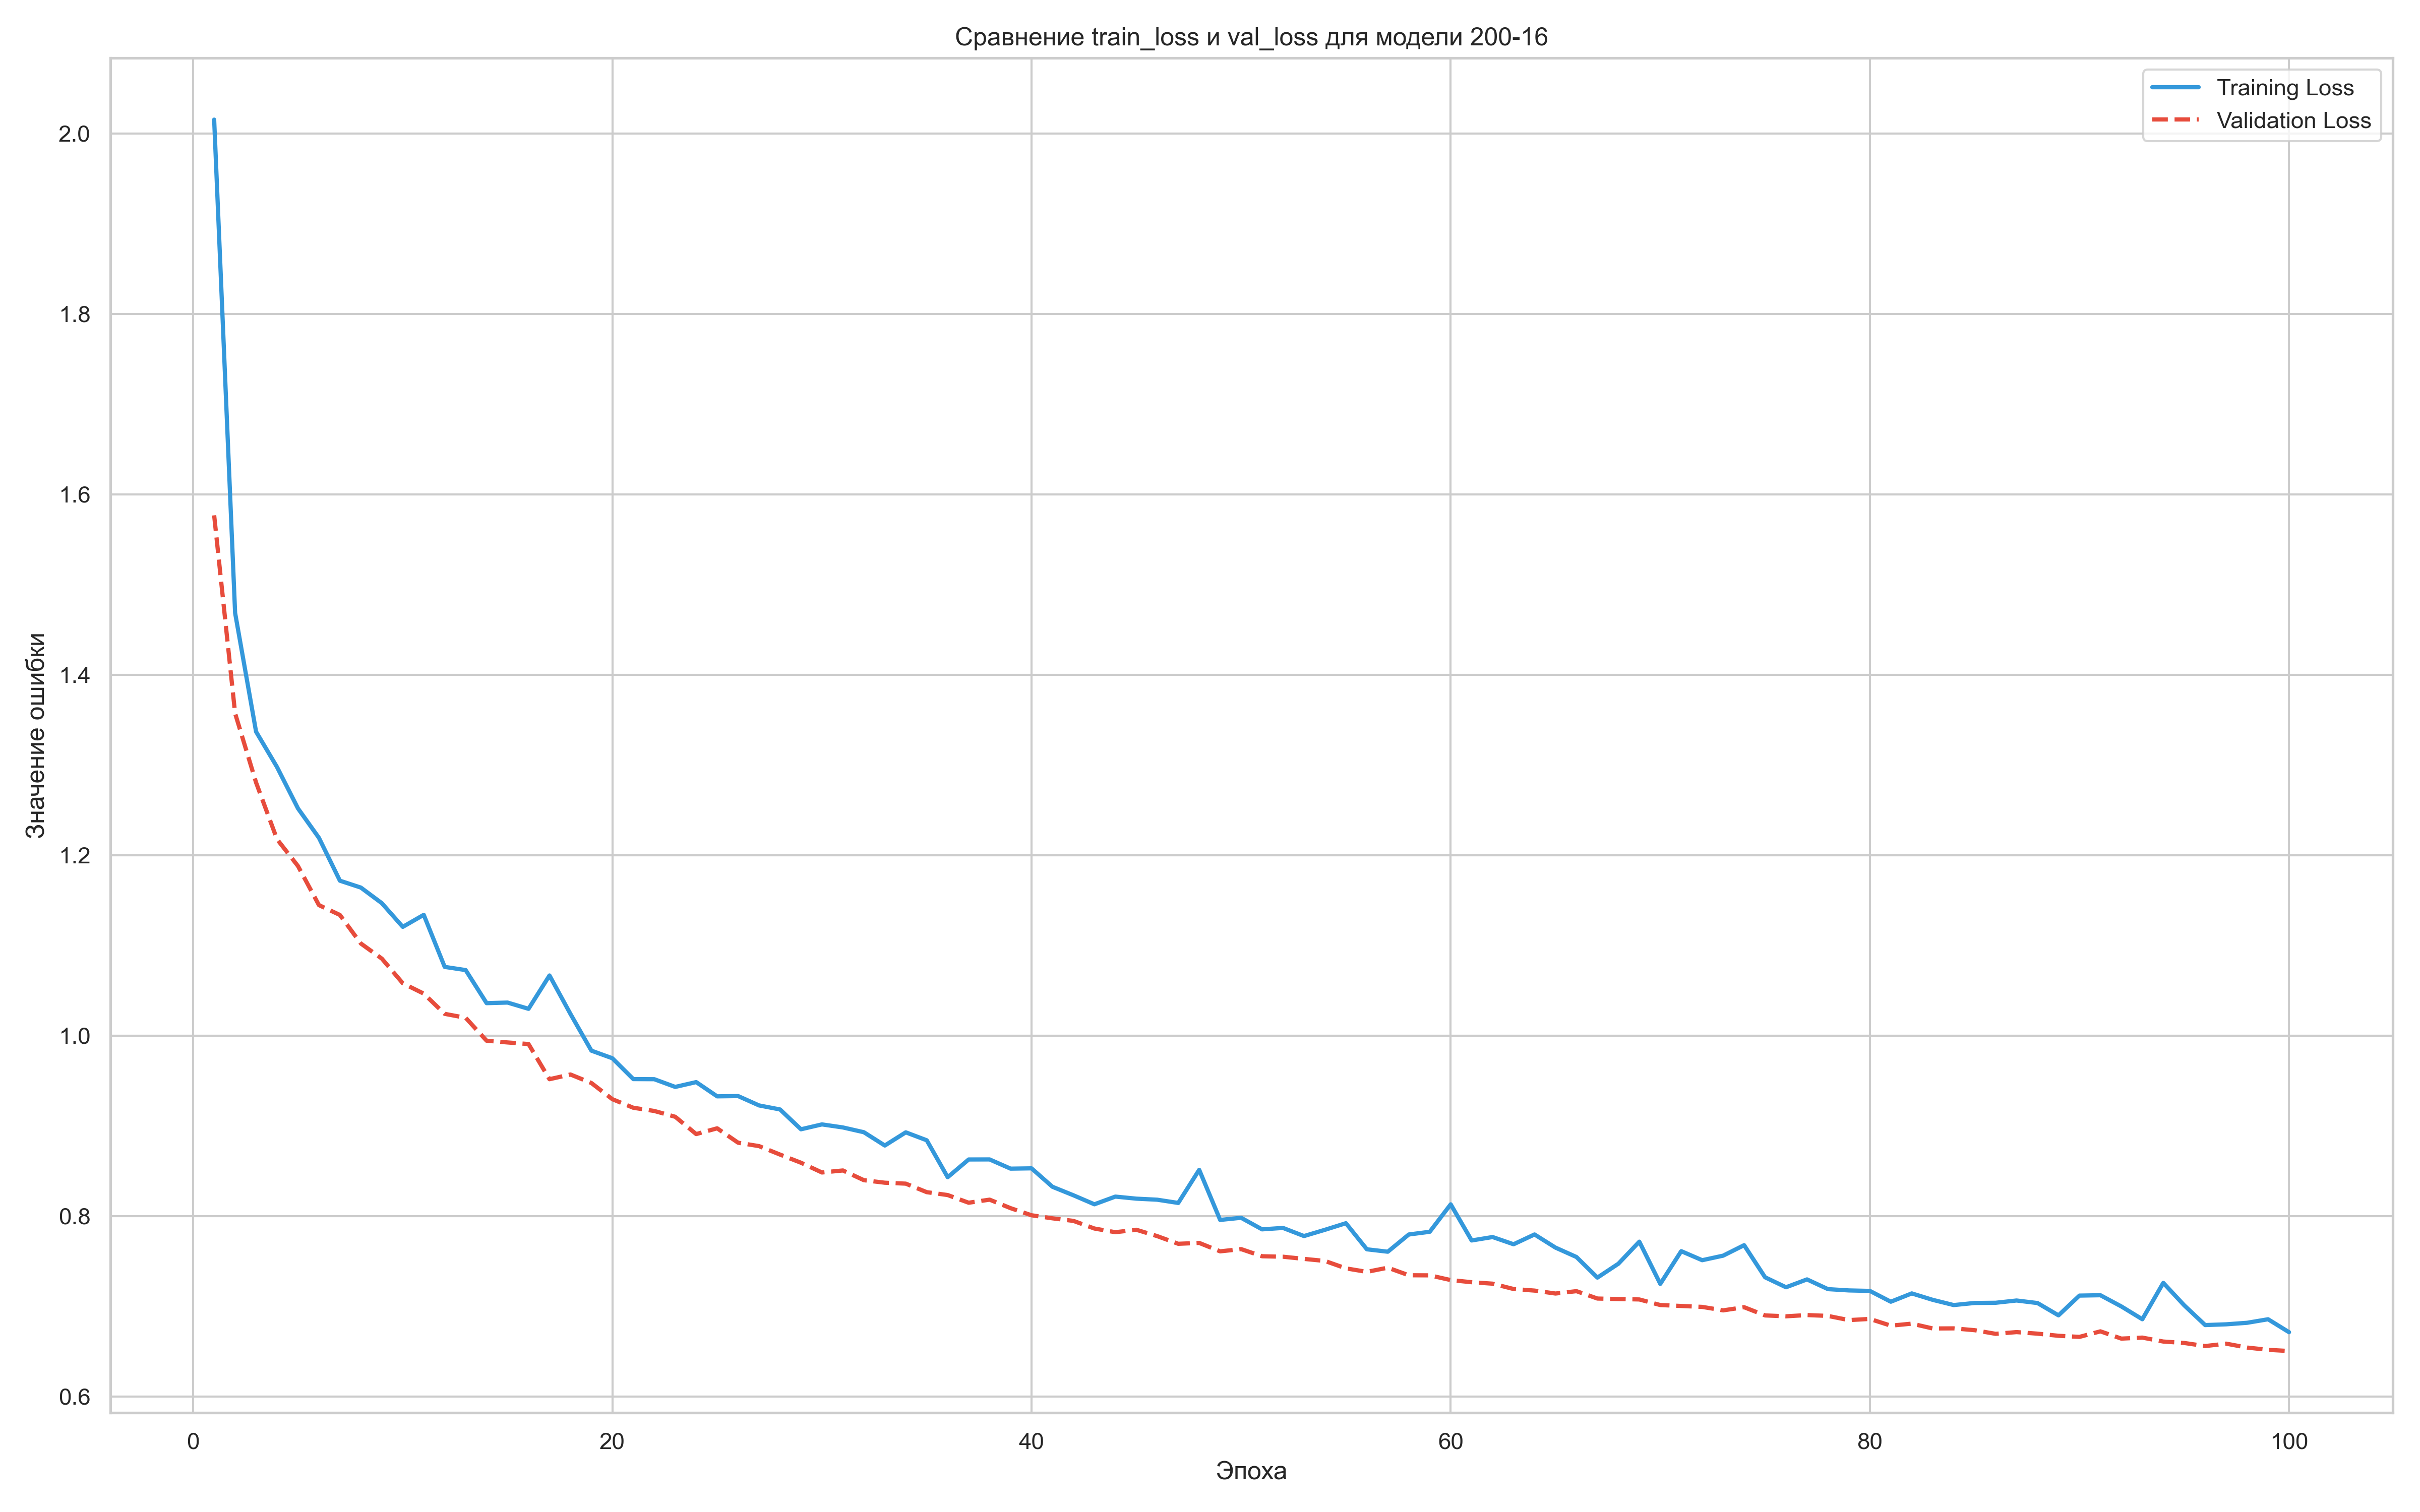 Сравнение train_loss и val_loss для модели 200-16
Training Loss
Validation Loss
Значение ошибки
2.0
1.8
1.6
1.4
1.2
1.0
0.8
0.6
0 20 40 60 80 100
Эпоха